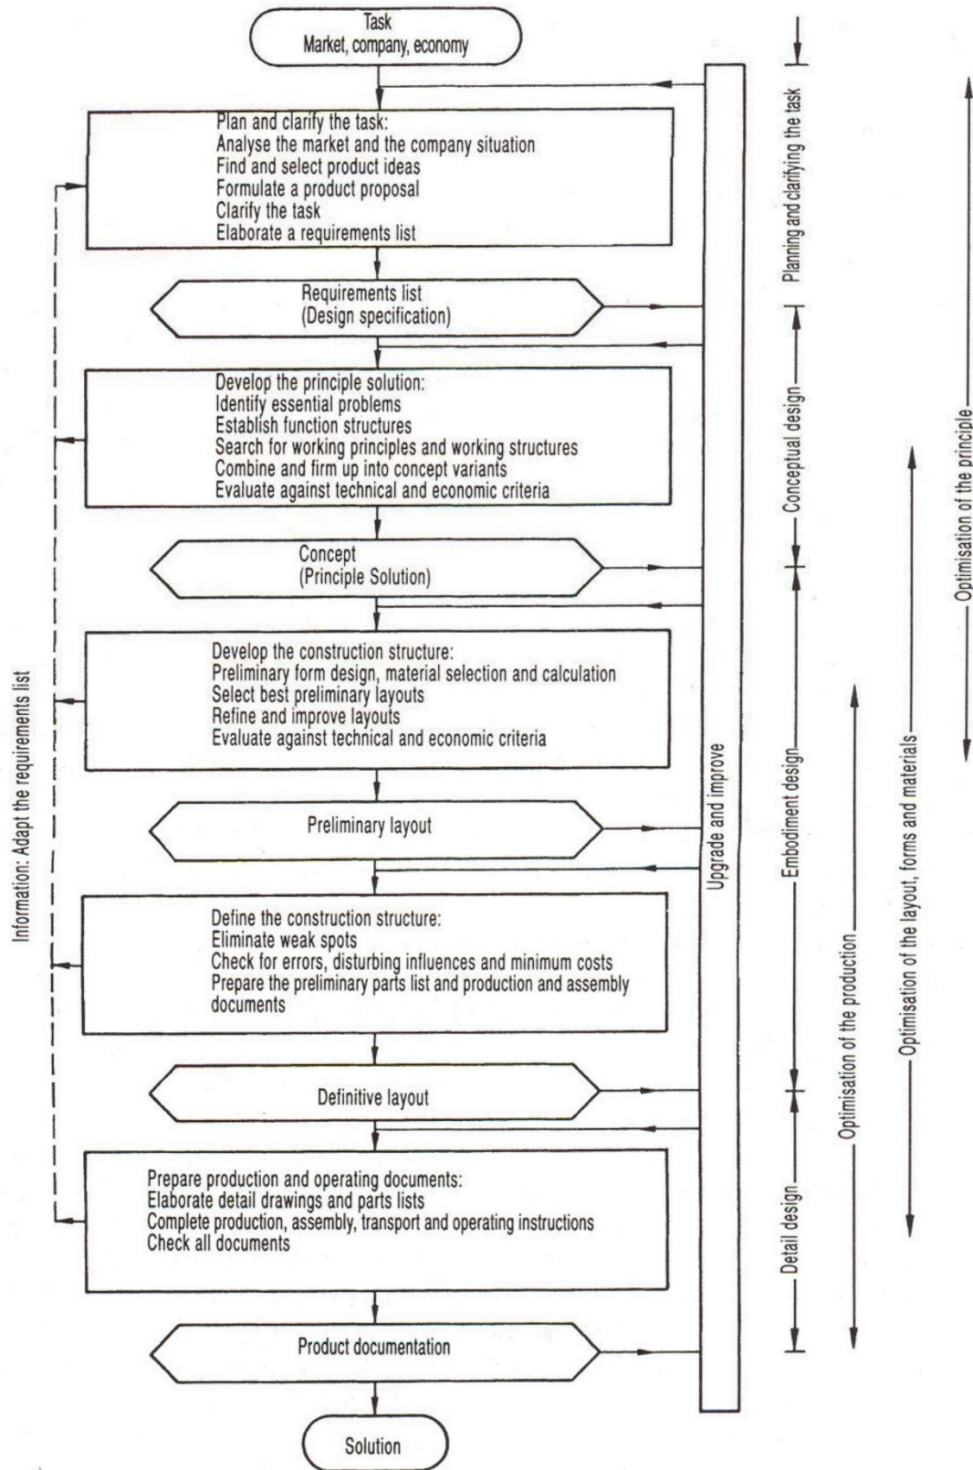 Task
Market, company, economy
Plan and clarify the task:
Analyse the market and the company situation
Find and select product ideas
Formulate a product proposal
Clarify the task
Elaborate a requirements list
Requirements list
(Design specification)
Develop the principle solution:
Identify essential problems
Establish function structures
Search for working principles and working structures
Combine and firm up into concept variants
Evaluate against technical and economic criteria
Concept
(Principle Solution)
Develop the construction structure:
Preliminary form design, material selection and calculation
Select best preliminary layouts
Refine and improve layouts
Evaluate against technical and economic criteria
Preliminary layout
Define the construction structure:
Eliminate weak spots
Check for errors, disturbing influences and minimum costs
Prepare the preliminary parts list and production and assembly
documents
Definitive layout
Prepare production and operating documents:
Elaborate detail drawings and parts lists
Complete production, assembly, transport and operating instructions
Check all documents
Product documentation
Solution
Information: Adapt the requirements list
Upgrade and improve
Planning and clarifying the task
Conceptual design
Embodiment design
Detail design
Optimisation of the production
Optimisation of the layout, forms and materials
Optimisation of the principle